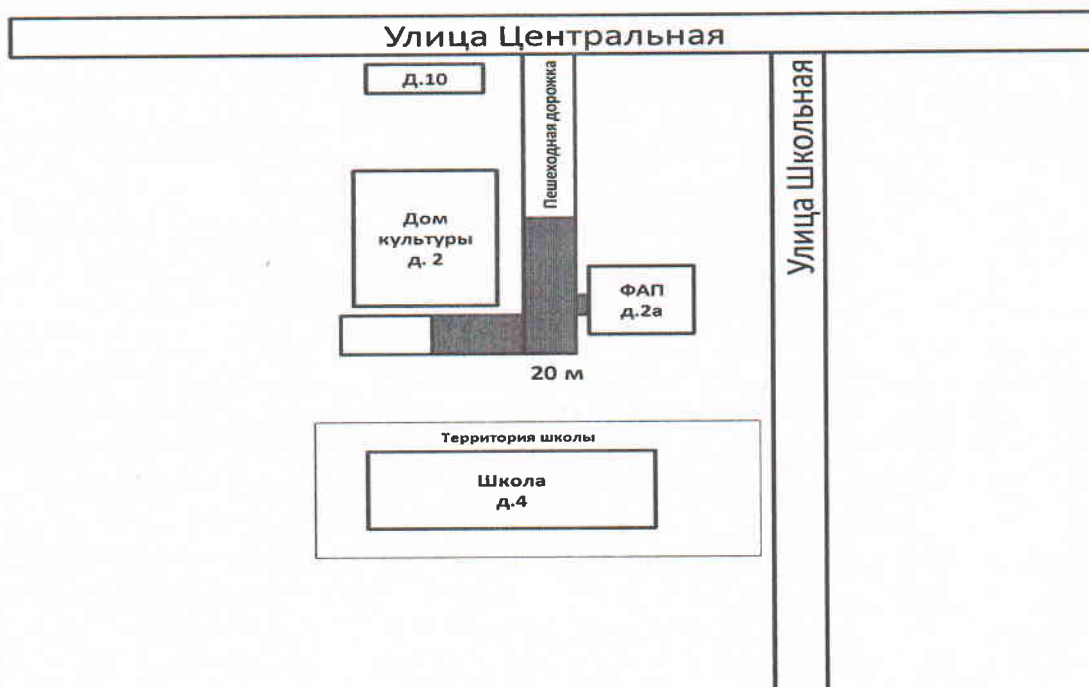 Улица Центральная
Д.10
Пешеходная дорожка
Улица Школьная
Дом
культуры
д. 2
ФАП
д.2а
20 м
Территория школы
Школа
д.4